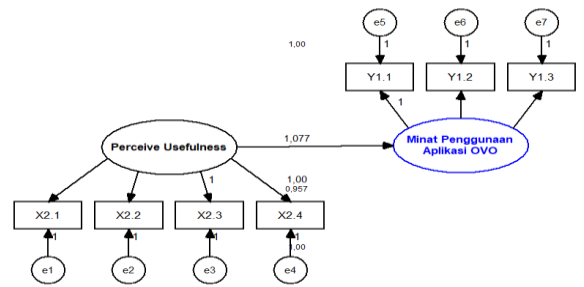 e5 e6 e7
1,00 1 1 1
Y1.1 Y1.2 Y1.3
1
Perceive Usefulness 1,077 Minat Penggunaan
Aplikasi OVO
1 1,00
0,957
X2.1 X2.2 X2.3 X2.4
1 1 1 1
1,00
e1 e2 e3 e4